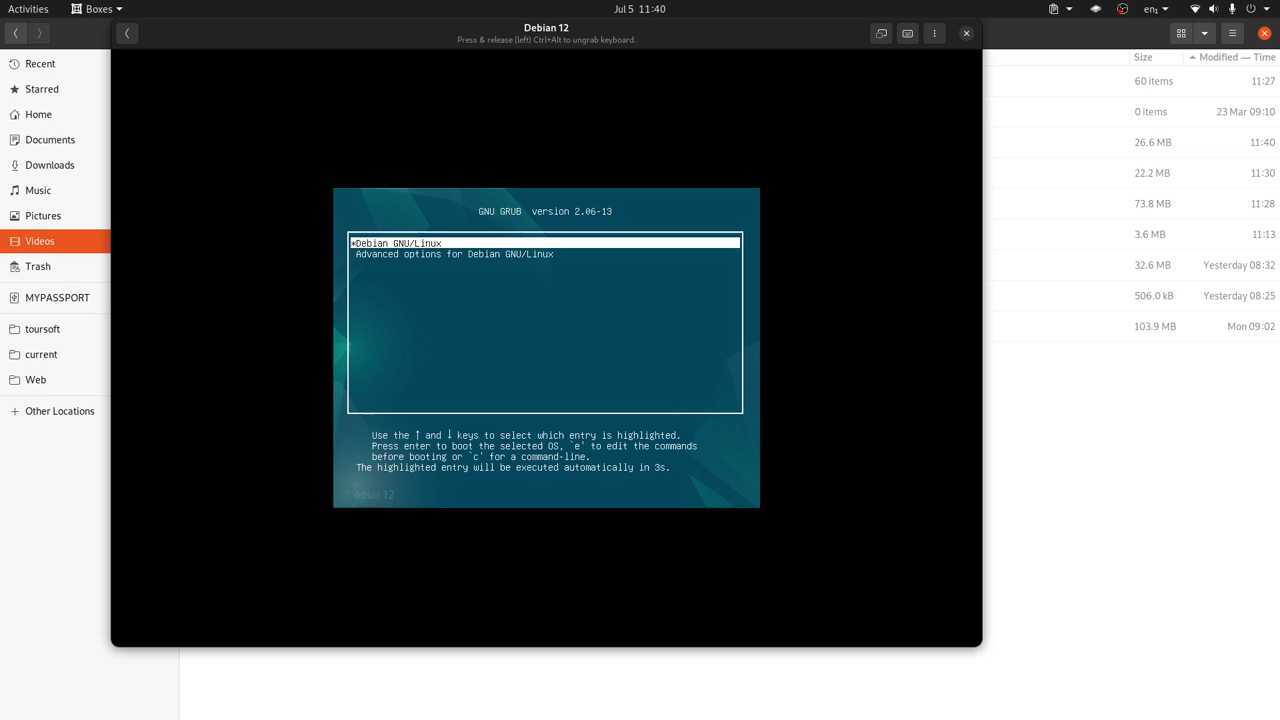 Activities
Boxes
Jul 5 11:40
en₁
Debian 12
Press & release (left) Ctrl+Alt to ungrab keyboard.
Recent
Starred
Home
Documents
Downloads
Music
Pictures
Videos
Trash
MYPASSPORT
toursoft
current
Web
Other Locations
GNU GRUB version 2.06-13
*Debian GNU/Linux
Advanced options for Debian GNU/Linux
Use the ↑ and ↓ keys to select which entry is highlighted.
Press enter to boot the selected OS, `e' to edit the commands
before booting or `c' for a command-line.
The highlighted entry will be executed automatically in 3s.
debian 12
Size Modified — Time
60 items 11:27
0 items 23 Mar 09:10
26.6 MB 11:40
22.2 MB 11:30
73.8 MB 11:28
3.6 MB 11:13
32.6 MB Yesterday 08:32
506.0 kB Yesterday 08:25
103.9 MB Mon 09:02